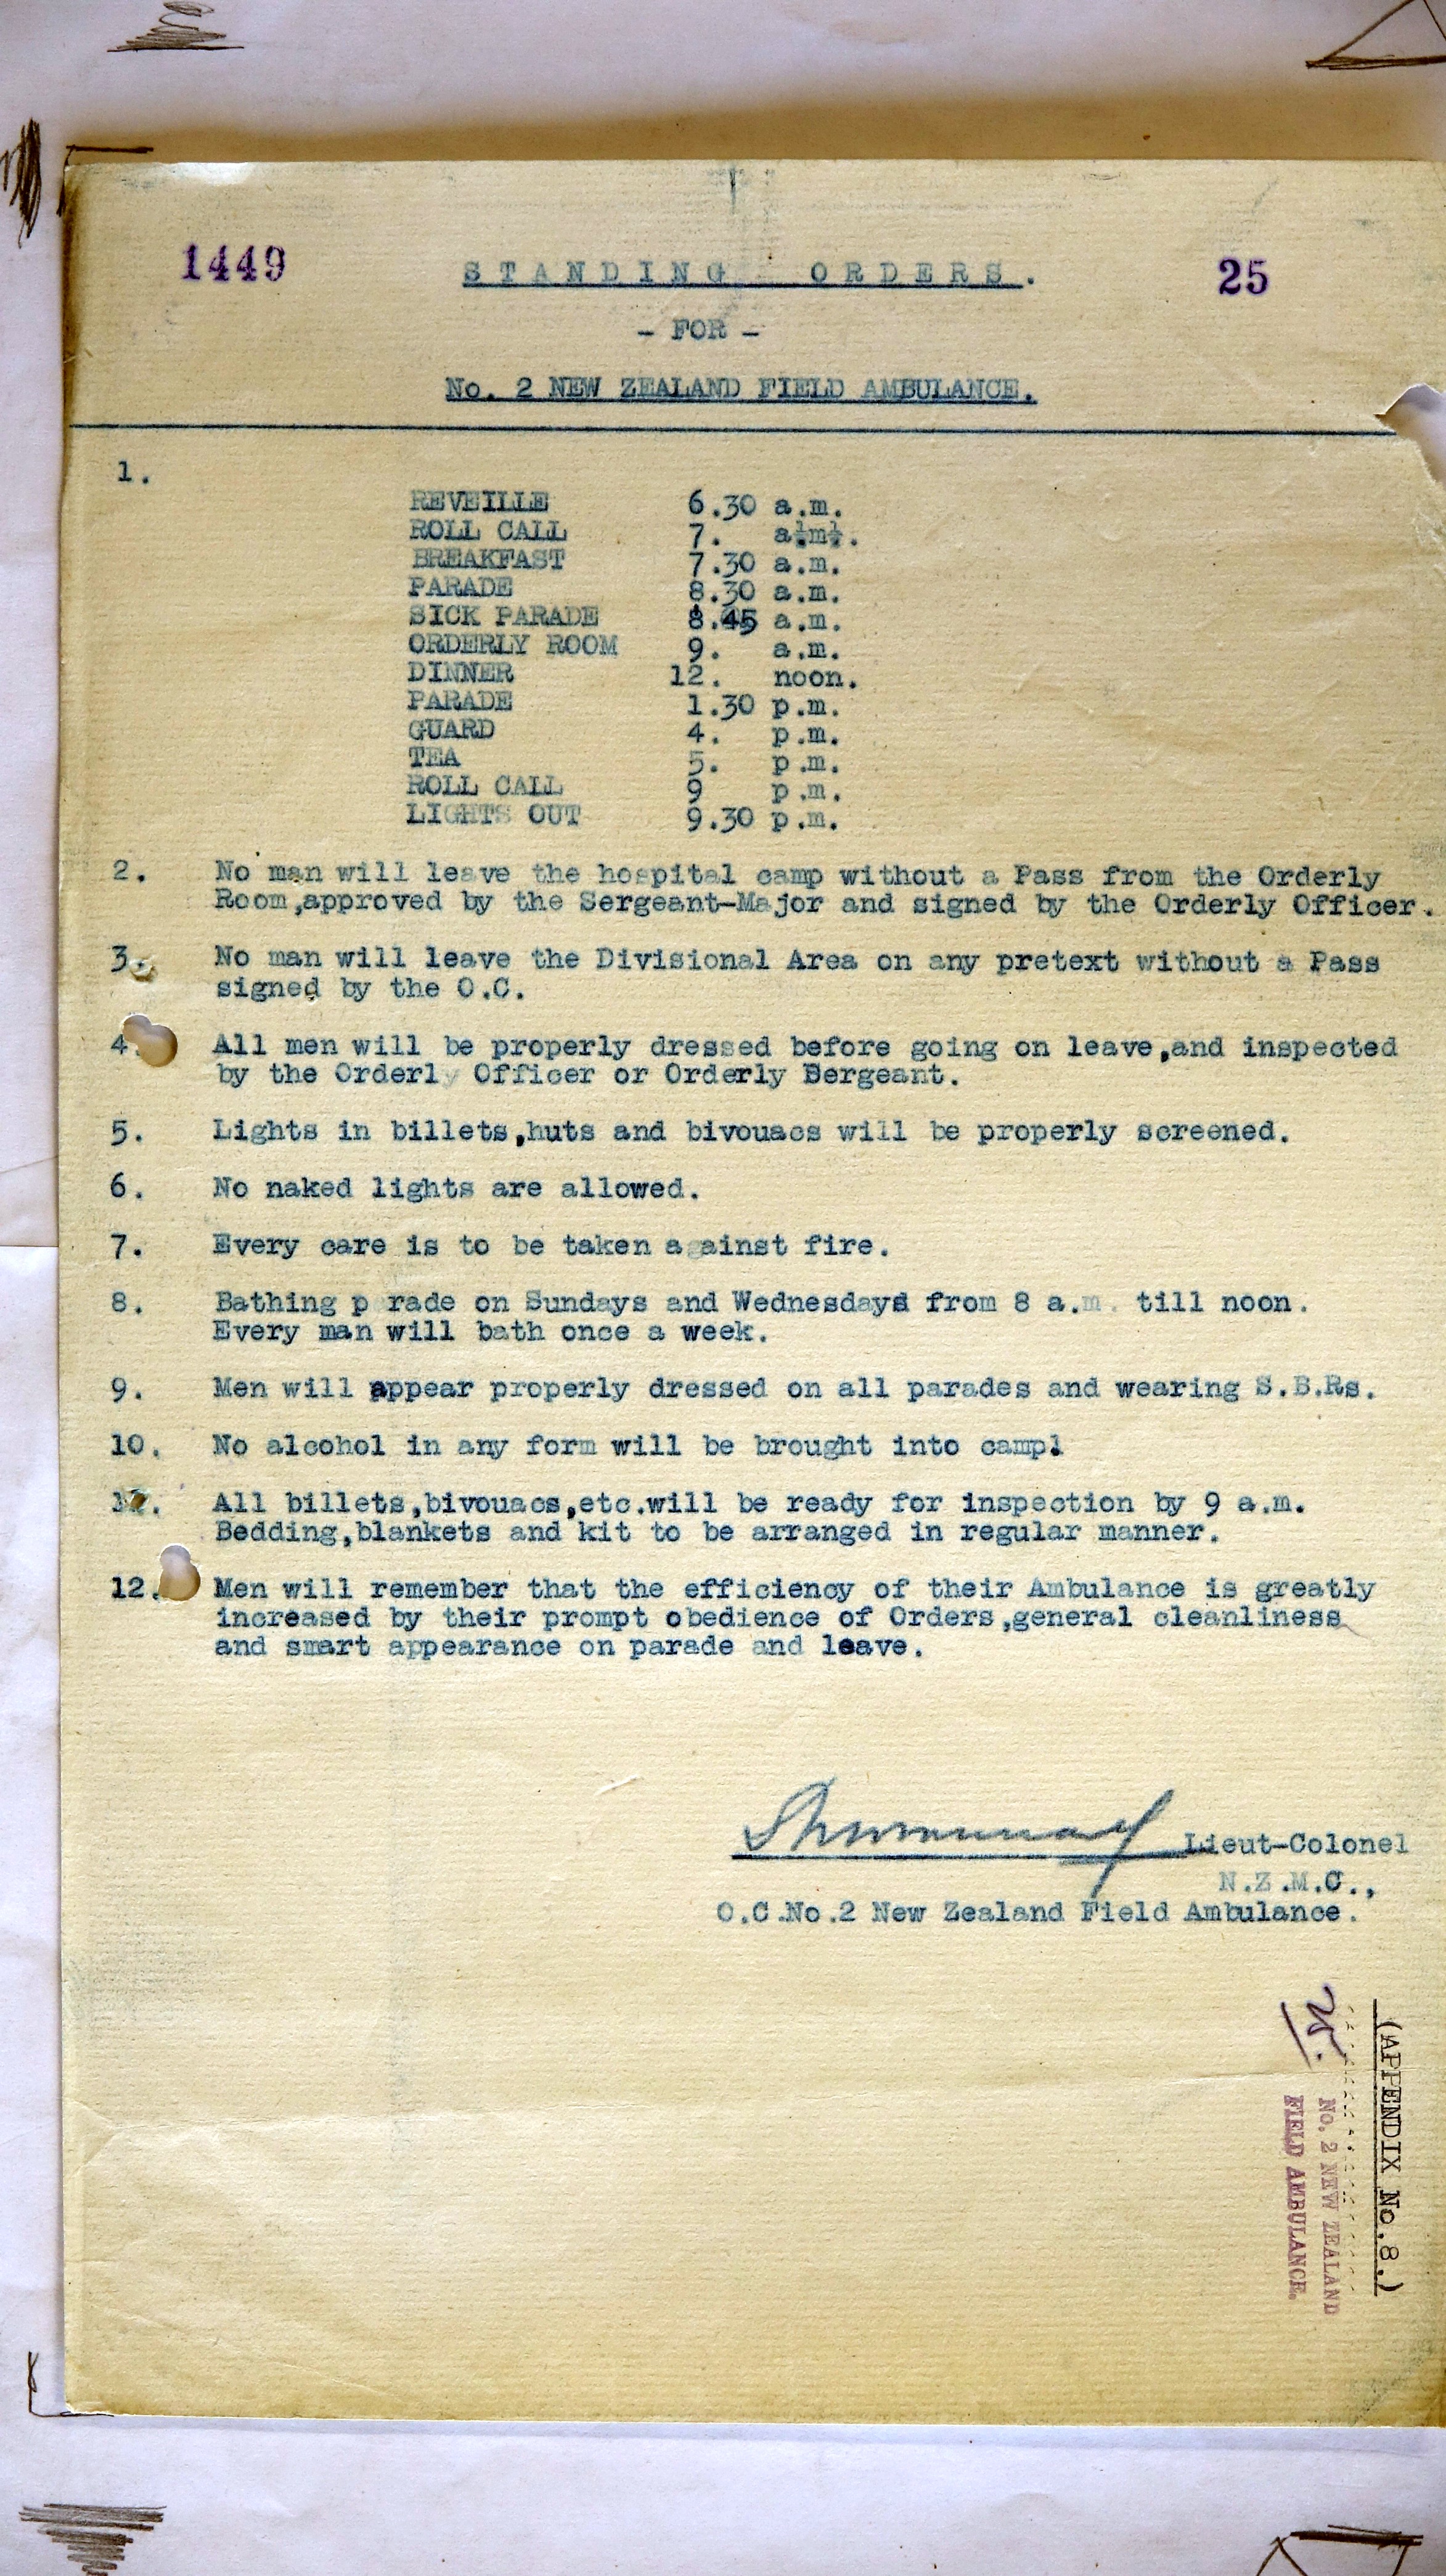 1449 STANDING ORDERS. 25
- FOR -
No. 2 NEW ZEALAND FIELD AMBULANCE.
1.
REVEILLE 6.30 a.m.
ROLL CALL 7. a½m½.
BREAKFAST 7.30 a.m.
PARADE 8.30 a.m.
SICK PARADE 8.45 a.m.
ORDERLY ROOM 9. a.m.
DINNER 12. noon.
PARADE 1.30 p.m.
GUARD 4. p.m.
TEA 5. p.m.
ROLL CALL 9 p.m.
LIGHTS OUT 9.30 p.m.
2. No man will leave the hospital camp without a Pass from the Orderly
Room,approved by the Sergeant-Major and signed by the Orderly Officer.
3. No man will leave the Divisional Area on any pretext without a Pass
signed by the O.C.
4. All men will be properly dressed before going on leave,and inspected
by the Orderly Officer or Orderly Sergeant.
5. Lights in billets,huts and bivouacs will be properly screened.
6. No naked lights are allowed.
7. Every care is to be taken against fire.
8. Bathing p rade on Sundays and Wednesdays from 8 a.m. till noon.
Every man will bath once a week.
9. Men will appear properly dressed on all parades and wearing S.B.Rs.
10. No alcohol in any form will be brought into camp.
11. All billets,bivouacs,etc.will be ready for inspection by 9 a.m.
Bedding,blankets and kit to be arranged in regular manner.
12. Men will remember that the efficiency of their Ambulance is greatly
increased by their prompt obedience of Orders,general cleanliness
and smart appearance on parade and leave.
Lieut-Colonel
N.Z.M.C.,
O.C.No.2 New Zealand Field Ambulance.
(APPENDIX No.8.)
No. 2 NEW ZEALAND
FIELD AMBULANCE.